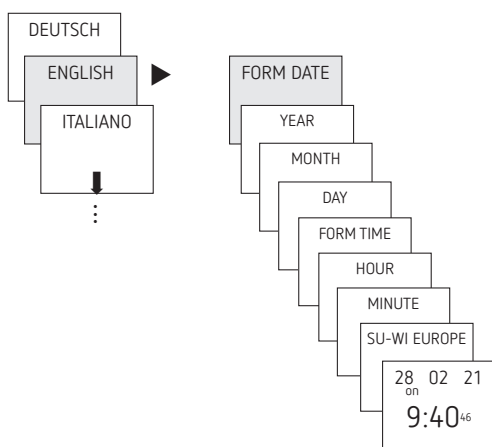 DEUTSCH
ENGLISH
ITALIANO
FORM DATE
YEAR
MONTH
DAY
FORM TIME
HOUR
MINUTE
SU-WI EUROPE
28 02 21
on
9:40 46